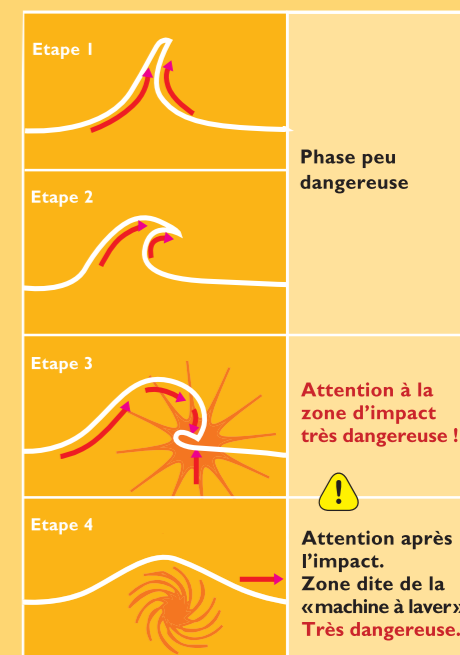 Etape 1
Phase peu
dangereuse
Etape 2
Etape 3
Attention à la
zone d'impact
très dangereuse !
!
Etape 4
Attention après
l'impact.
Zone dite de la
«machine à laver»
Très dangereuse.